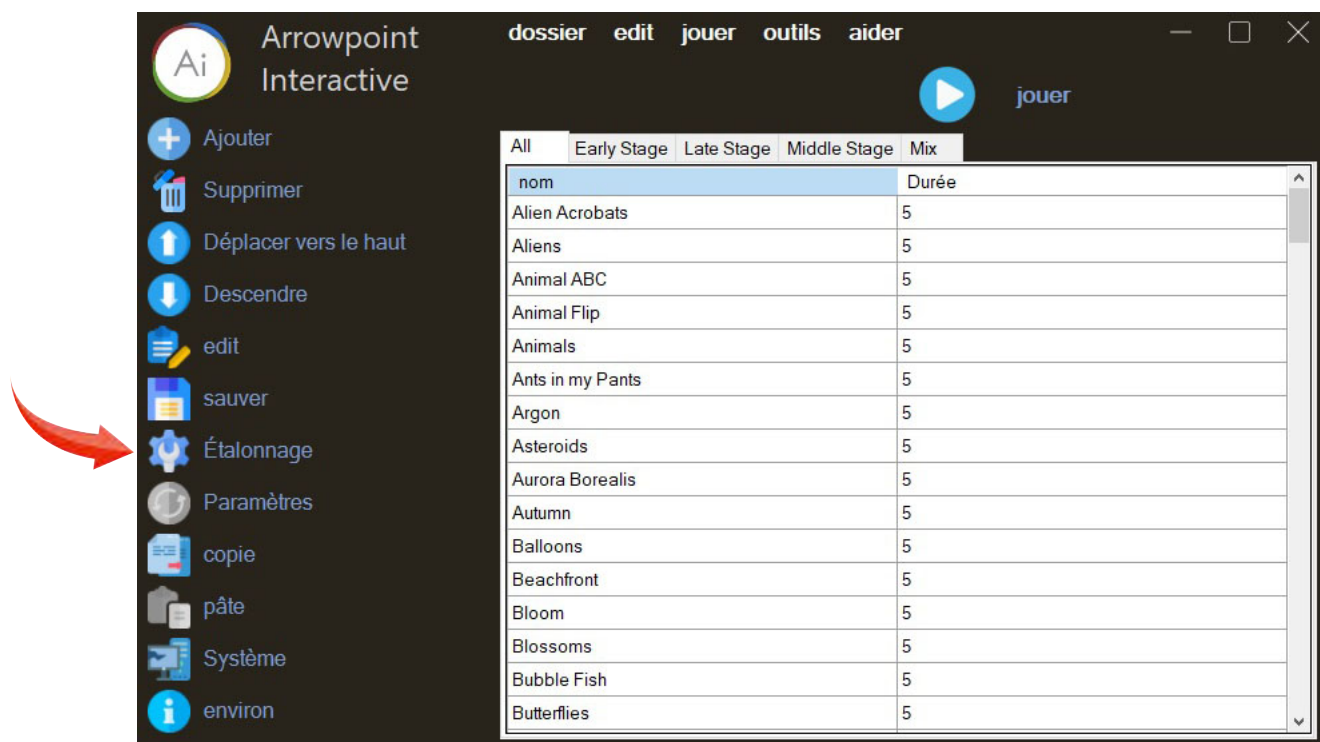 Ai
Arrowpoint
Interactive
dossier edit jouer outils aider
jouer
Ajouter
Supprimer
Déplacer vers le haut
Descendre
edit
sauver
Étalonnage
Paramètres
copie
pâte
Système
environ
All Early Stage Late Stage Middle Stage Mix
nom Durée
Alien Acrobats 5
Aliens 5
Animal ABC 5
Animal Flip 5
Animals 5
Ants in my Pants 5
Argon 5
Asteroids 5
Aurora Borealis 5
Autumn 5
Balloons 5
Beachfront 5
Bloom 5
Blossoms 5
Bubble Fish 5
Butterflies 5